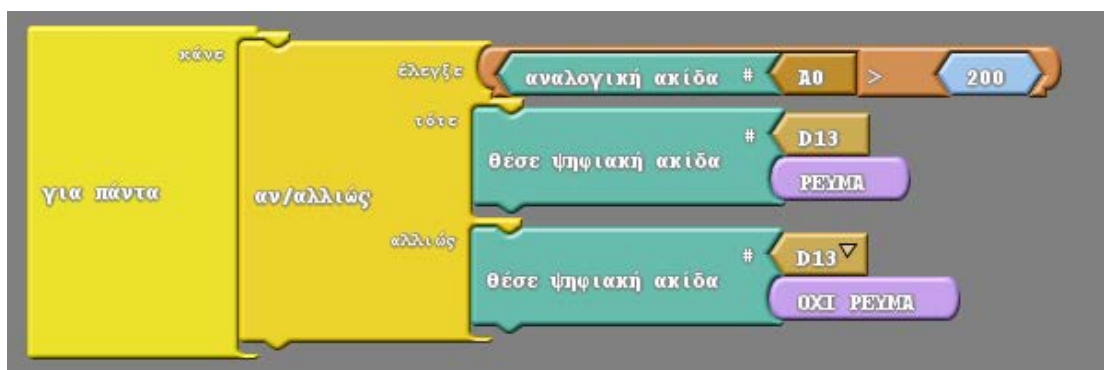 κάνε
έλεγξε αναλογική ακίδα # A0 > 200
τότε
θέσε ψηφιακή ακίδα # D13
ΡΕΥΜΑ
για πάντα αν/αλλιώς
αλλιώς
θέσε ψηφιακή ακίδα # D13
ΟΧΙ ΡΕΥΜΑ